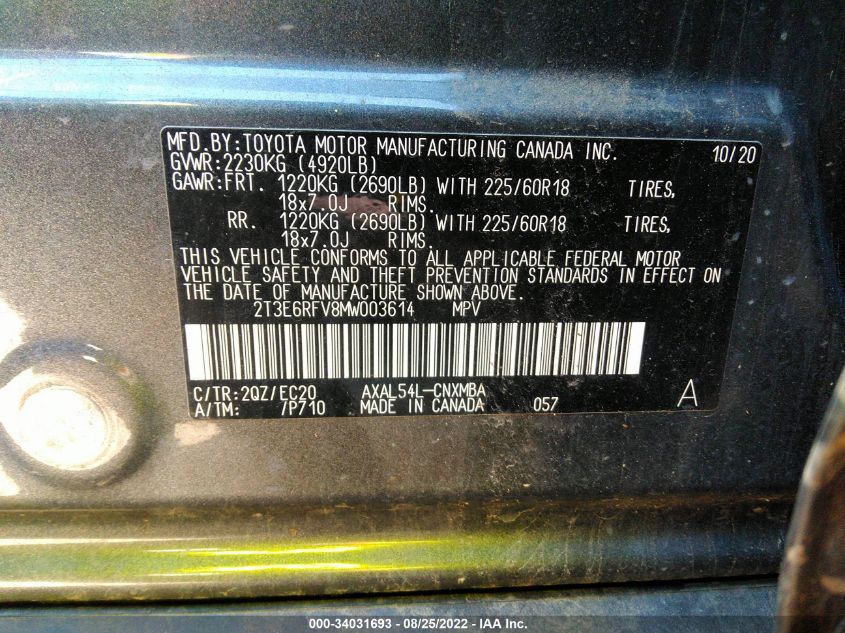 MFD.BY:TOYOTA MOTOR MANUFACTURING CANADA INC. 10/20
GVWR:2230KG (4920LB)
GAWR:FRT. 1220KG (2690LB) WITH 225/60R18 TIRES,
18x7.0J RIMS.
RR. 1220KG (2690LB) WITH 225/60R18 TIRES,
18x7.0J RIMS.
THIS VEHICLE CONFORMS TO ALL APPLICABLE FEDERAL MOTOR
VEHICLE SAFETY AND THEFT PREVENTION STANDARDS IN EFFECT ON
THE DATE OF MANUFACTURE SHOWN ABOVE.
2T3E6RFV8MW003614 MPV
C/TR:2QZ/EC20 AXAL54L-CNXMBA
A/TM: 7P710 MADE IN CANADA 057 A
000-34031693 - 08/25/2022 - IAA Inc.